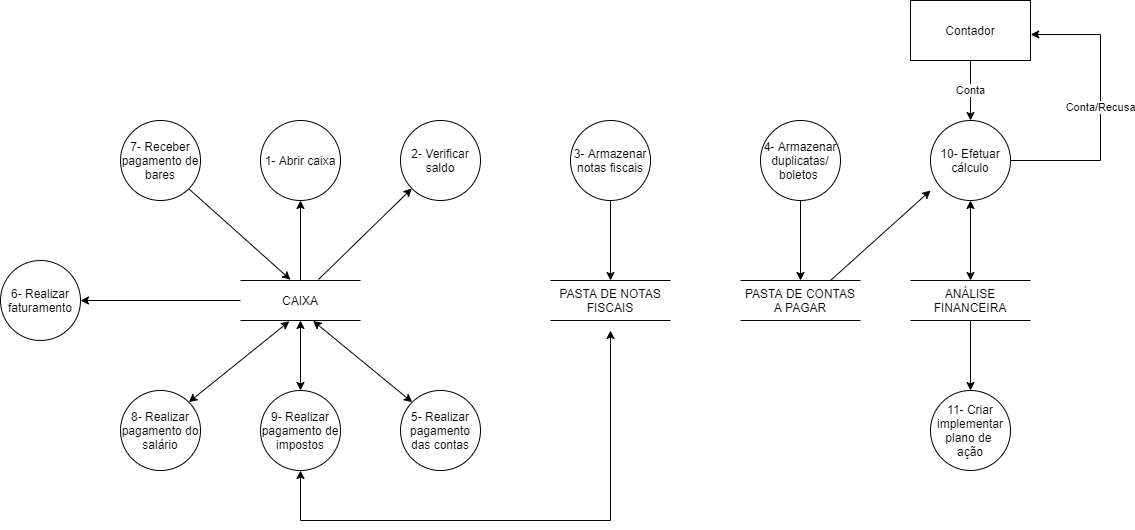 Contador
Conta
Conta/Recusa
7- Receber
pagamento de
bares
1- Abrir caixa
2- Verificar
saldo
3- Armazenar
notas fiscais
4- Armazenar
duplicatas/
boletos
10- Efetuar
cálculo
6- Realizar
faturamento
CAIXA
PASTA DE NOTAS
FISCAIS
PASTA DE CONTAS
A PAGAR
ANÁLISE
FINANCEIRA
8- Realizar
pagamento do
salário
9- Realizar
pagamento de
impostos
5- Realizar
pagamento
das contas
11- Criar
implementar
plano de
ação